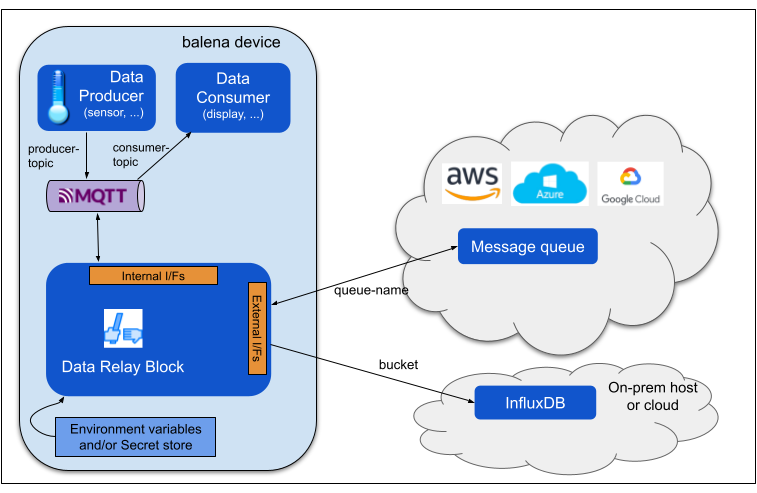 balena device
Data
Producer
(sensor, ...)
Data
Consumer
(display, ...)
producer-
topic
consumer-
topic
MQTT
Internal I/Fs
External I/Fs
Data Relay Block
Environment variables
and/or Secret store
aws
Azure
Google Cloud
Message queue
queue-name
bucket
InfluxDB
On-prem host
or cloud